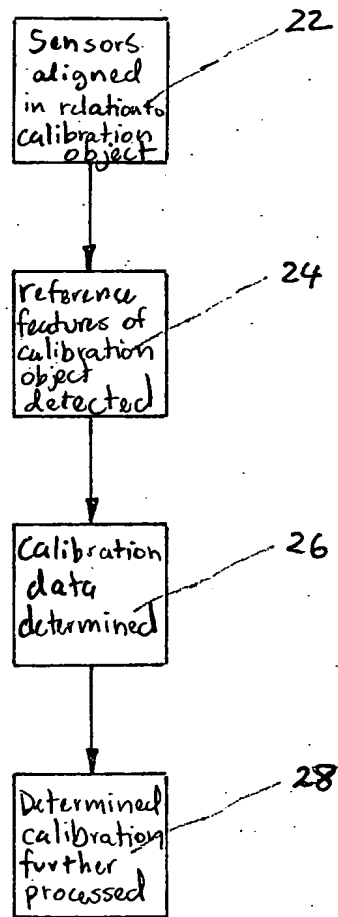 Sensors
aligned
in relation to
calibration
object
22
reference
features of
calibration
object
detected
24
Calibration
data
determined
26
Determined
calibration
further
processed
28